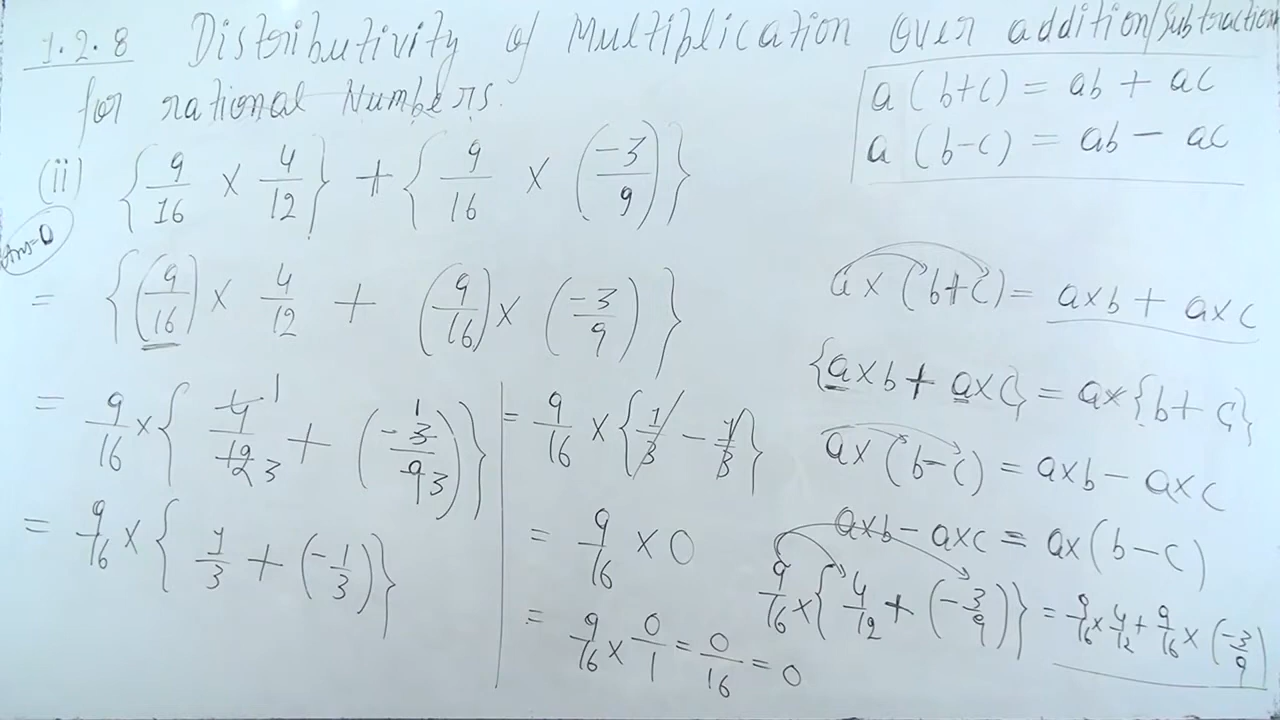 1.2.8 Distributivity of Multiplication over addition/subtraction
for rational Numbers.
a (b+c) = ab + ac
a (b-c) = ab - ac
(ii) {9/16 × 4/12} + {9/16 × (-3/9)}
Ans=0
= {(9/16) × 4/12 + (9/16) × (-3/9)}
= 9/16 × {4/12 1/3 + (-3/9 1/3)}
= 9/16 × {1/3 + (-1/3)}
= 9/16 × {1/3 - 1/3}
= 9/16 × 0
= 9/16 × 0/1 = 0/16 = 0
a × (b+c) = a×b + a×c
{a×b + a×c} = a×{b+c}
a× (b-c) = a×b - a×c
a×b - a×c = a×(b-c)
9/16 × {4/12 + (-3/9)} = 9/16 × 4/12 + 9/16 × (-3/9)